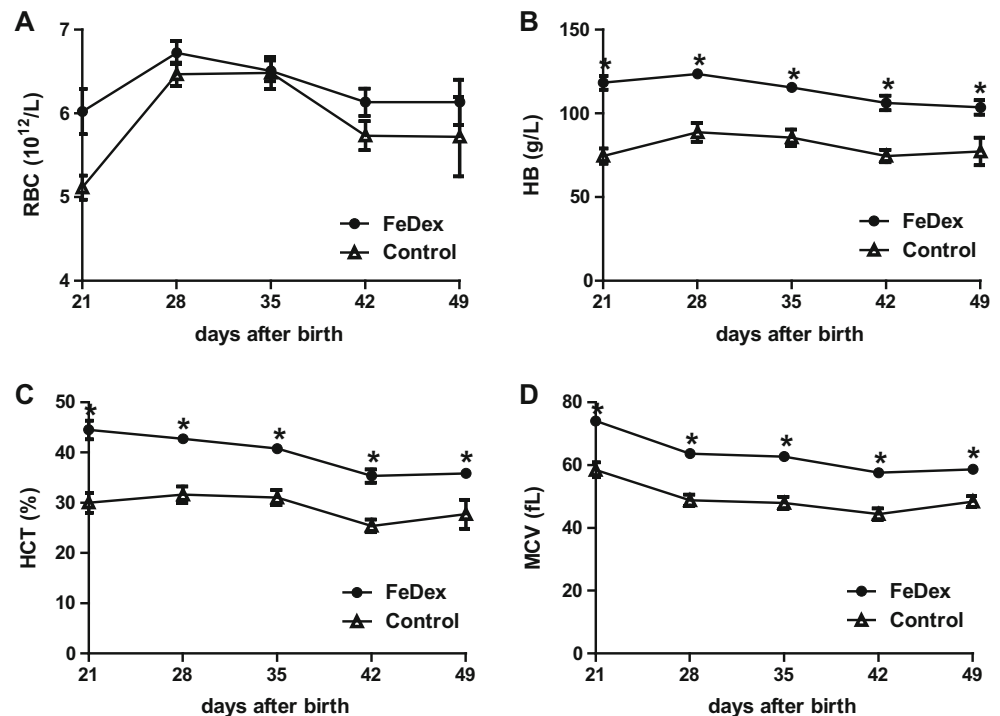 A
RBC (10^12/L)
7
6
5
4
21 28 35 42 49
days after birth
FeDex
Control
B
HB (g/L)
150
100
50
0
* * * * *
21 28 35 42 49
days after birth
FeDex
Control
C
HCT (%)
50
40
30
20
10
0
* * * * *
21 28 35 42 49
days after birth
FeDex
Control
D
MCV (fL)
80
60
40
20
0
* * * * *
21 28 35 42 49
days after birth
FeDex
Control